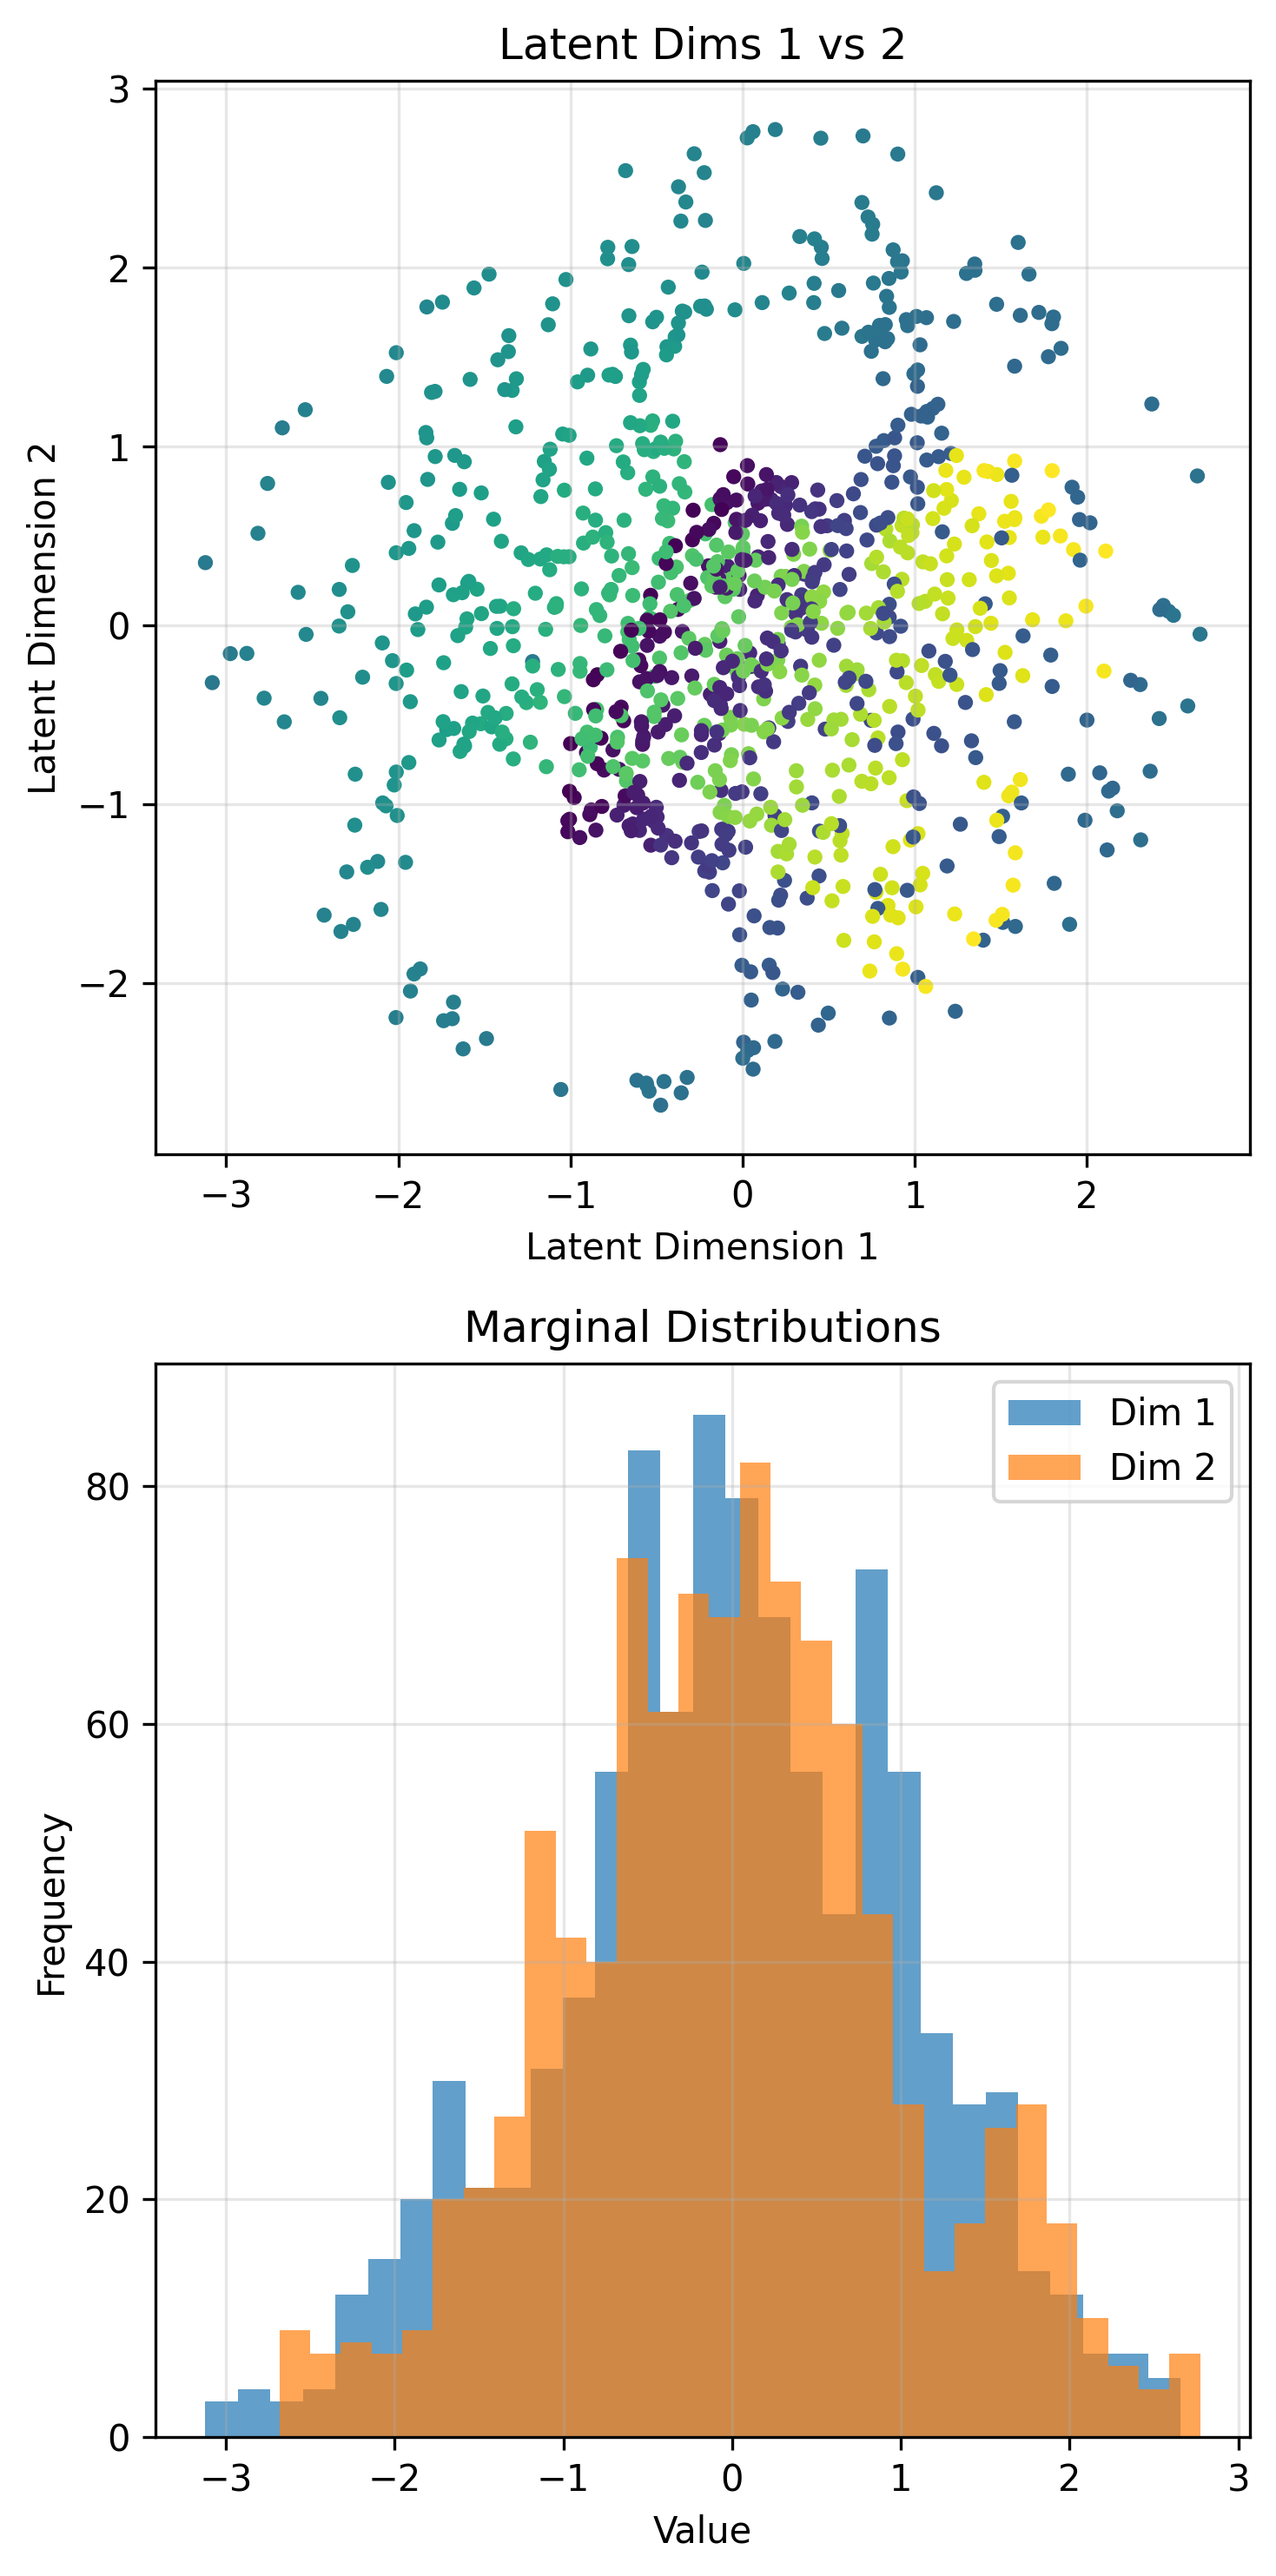 Latent Dims 1 vs 2
3
2
1
0
−1
−2
Latent Dimension 2
−3 −2 −1 0 1 2
Latent Dimension 1
Marginal Distributions
Dim 1
Dim 2
80
60
40
20
0
Frequency
−3 −2 −1 0 1 2 3
Value